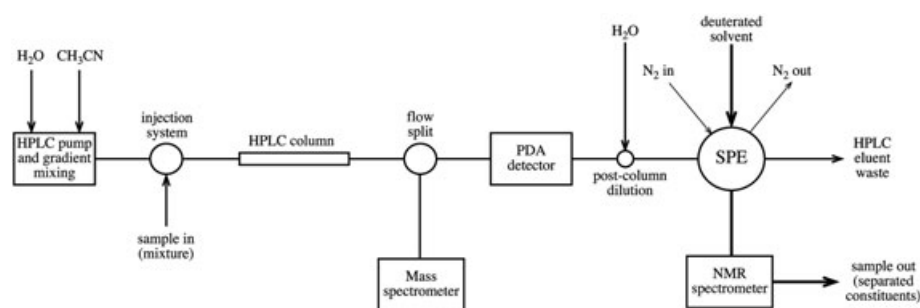 H₂O
CH₃CN
HPLC pump
and gradient
mixing
injection
system
sample in
(mixture)
HPLC column
flow
split
Mass
spectrometer
PDA
detector
H₂O
post-column
dilution
deuterated
solvent
N₂ in
N₂ out
SPE
HPLC
eluent
waste
NMR
spectrometer
sample out
(separated
constituents)